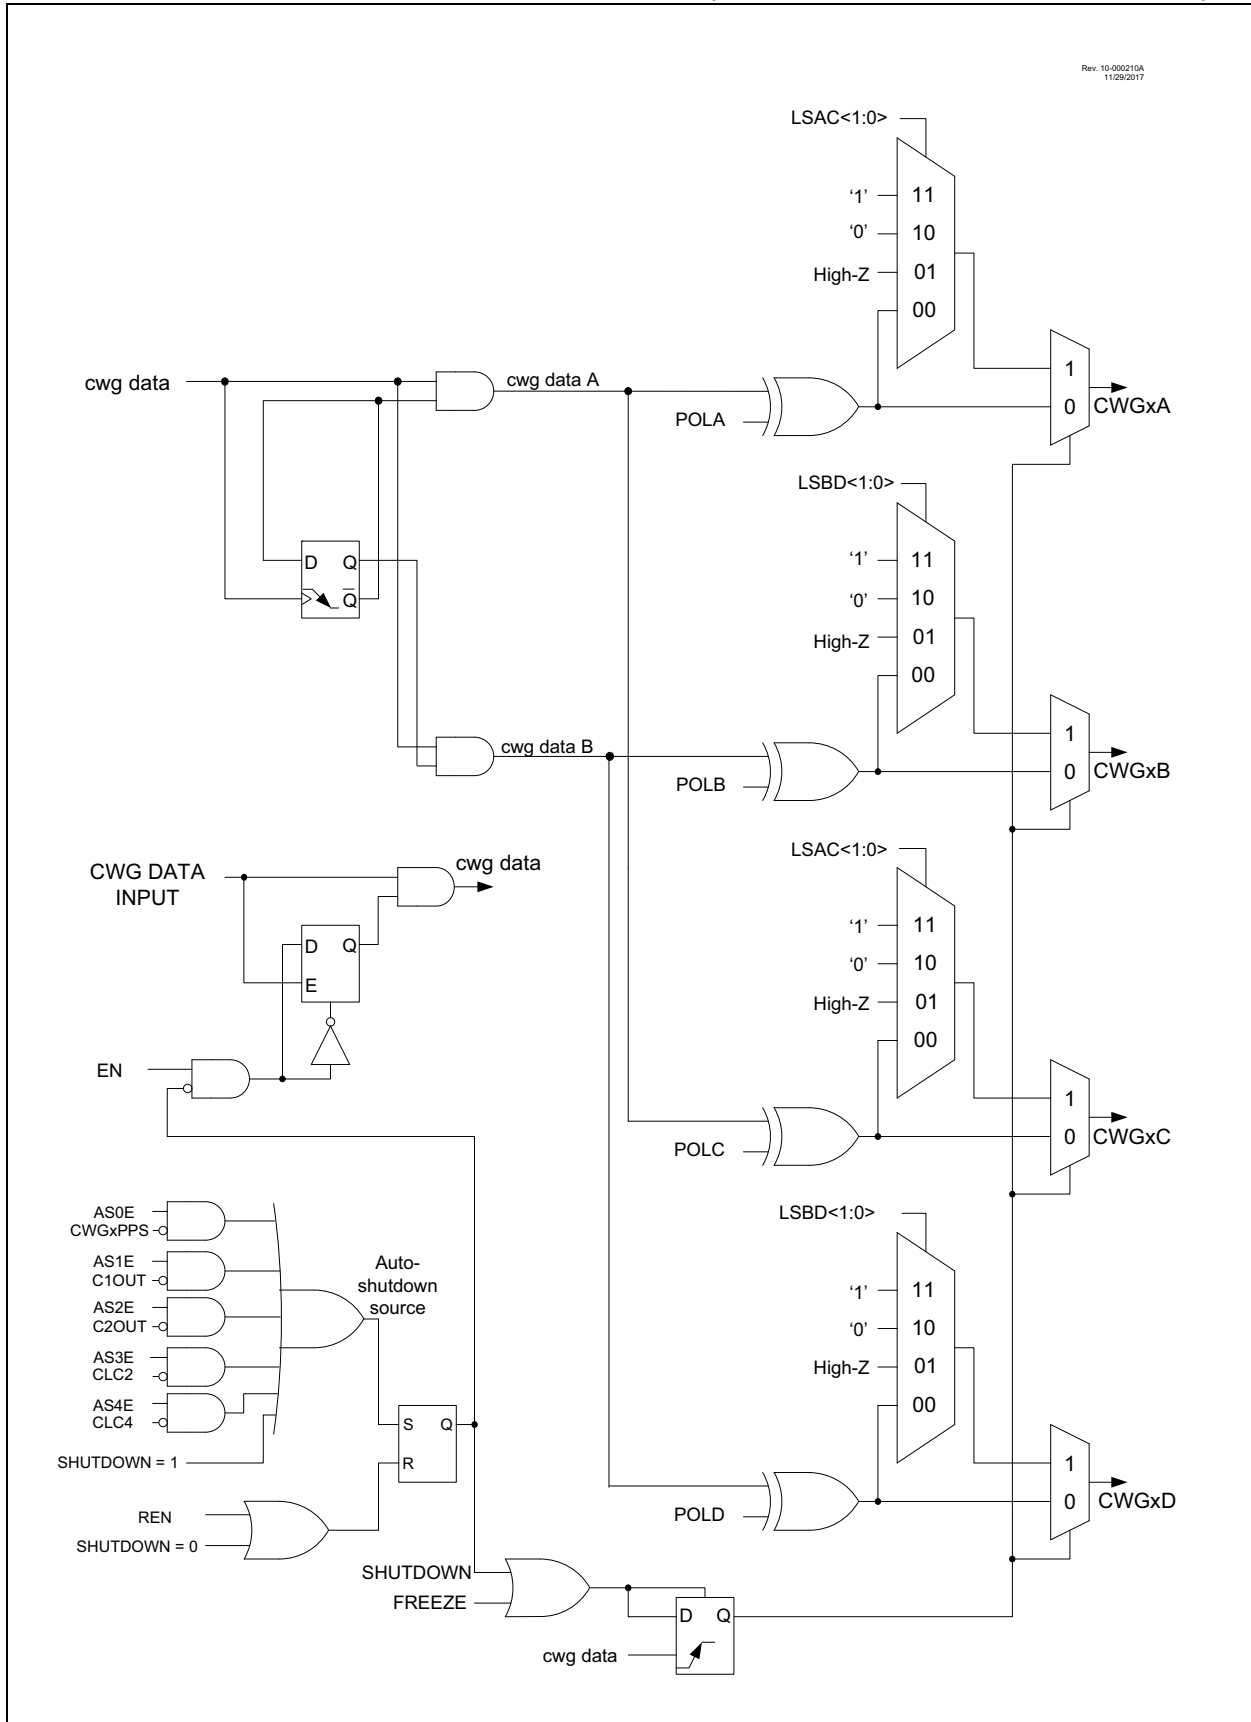 Rev. 10-000210A
11/29/2017
LSAC<1:0>
‘1’
11
‘0’
10
High-Z
01
00
cwg data
cwg data A
POLA
1
0
CWGxA
LSBD<1:0>
D
Q
Q̅
‘1’
11
‘0’
10
High-Z
01
00
cwg data B
POLB
1
0
CWGxB
CWG DATA
INPUT
cwg data
D
Q
E
EN
LSAC<1:0>
‘1’
11
‘0’
10
High-Z
01
00
POLC
1
0
CWGxC
AS0E
CWGxPPS
AS1E
C1OUT
AS2E
C2OUT
AS3E
CLC2
AS4E
CLC4
SHUTDOWN = 1
Auto-
shutdown
source
S
Q
R
REN
SHUTDOWN = 0
LSBD<1:0>
‘1’
11
‘0’
10
High-Z
01
00
POLD
1
0
CWGxD
SHUTDOWN
FREEZE
D
Q
cwg data